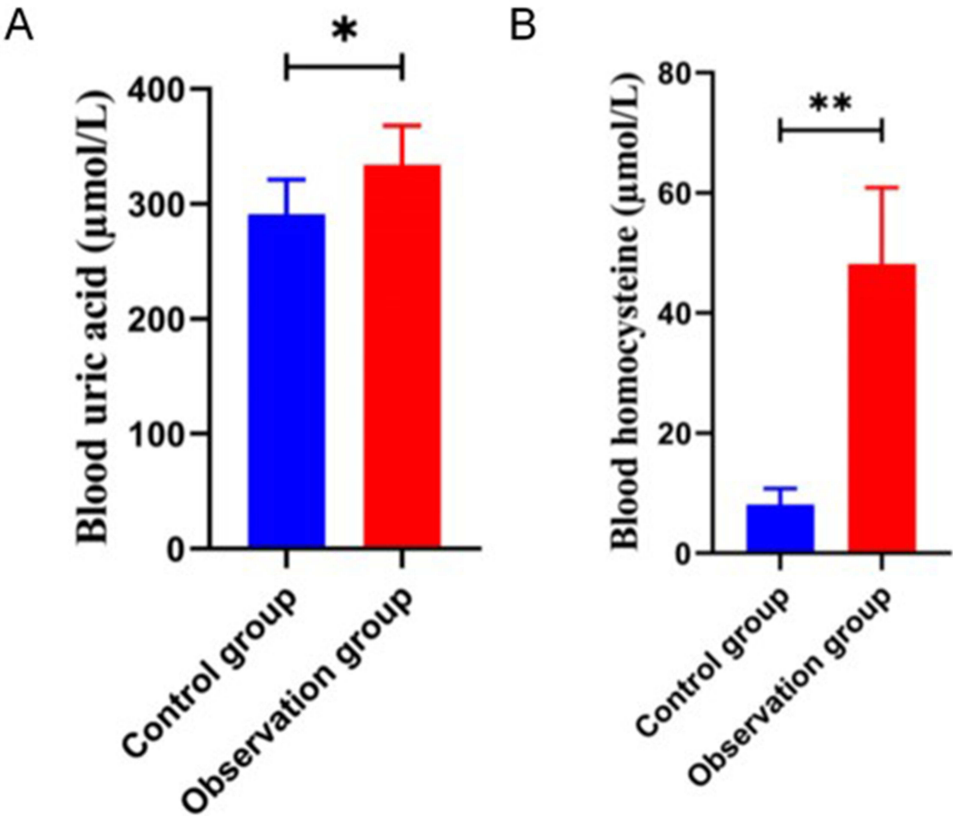 A
*
Blood uric acid (μmol/L)
400
300
200
100
0
Control group
Observation group
B
**
Blood homocysteine (μmol/L)
80
60
40
20
0
Control group
Observation group